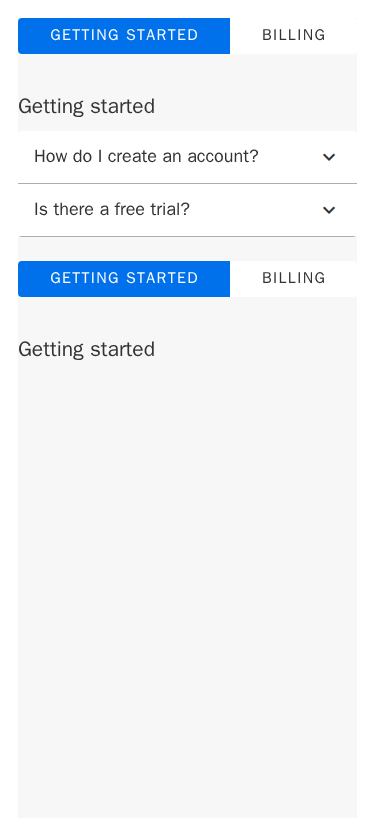 GETTING STARTED BILLING
Getting started
How do I create an account?
Is there a free trial?
GETTING STARTED BILLING
Getting started